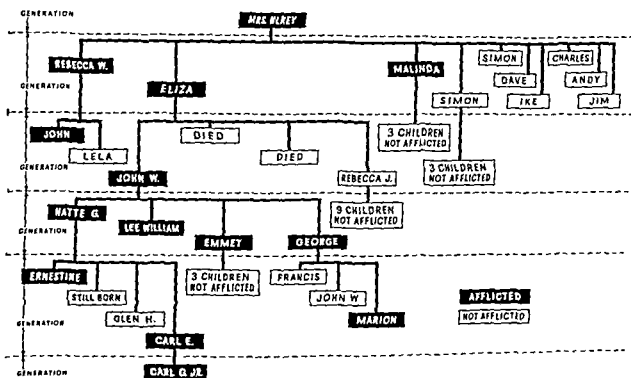 GENERATION
MRS. WLREY
REBECCA W.
ELIZA
MALINDA
SIMON
DAVE
IKE
CHARLES
ANDY
JIM
SIMON
GENERATION
JOHN
LELA
DIED
DIED
3 CHILDREN
NOT AFFLICTED
3 CHILDREN
NOT AFFLICTED
GENERATION
JOHN W.
REBECCA J.
HATTE G.
LEE WILLIAM
EMMET
GEORGE
9 CHILDREN
NOT AFFLICTED
GENERATION
ERNESTINE
STILL BORN
GLEN H.
3 CHILDREN
NOT AFFLICTED
FRANCIS
JOHN W
MARION
AFFLICTED
NOT AFFLICTED
GENERATION
CARL E.
GENERATION
CARL G. JR.